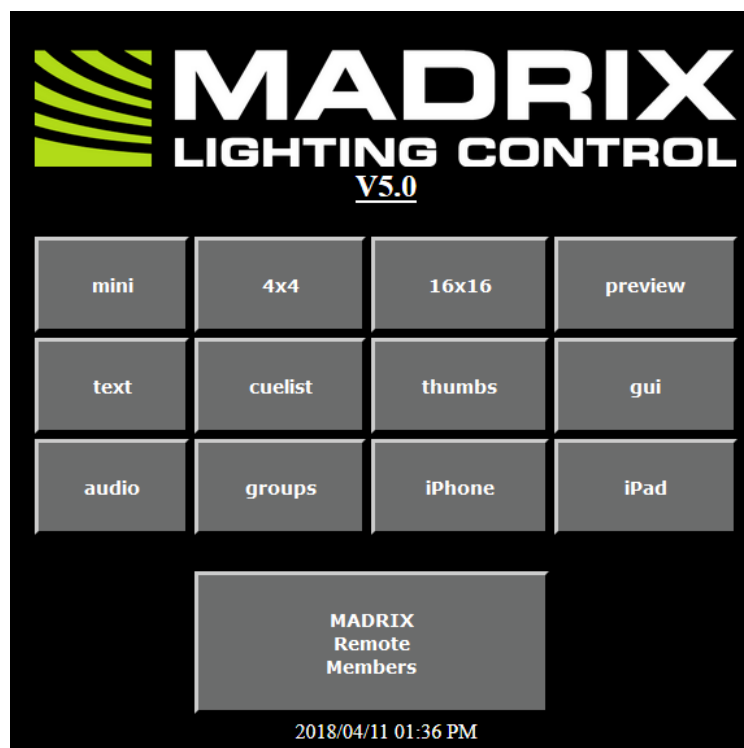 MADRIX
LIGHTING CONTROL
V5.0
mini 4x4 16x16 preview
text cuelist thumbs gui
audio groups iPhone iPad
MADRIX
Remote
Members
2018/04/11 01:36 PM